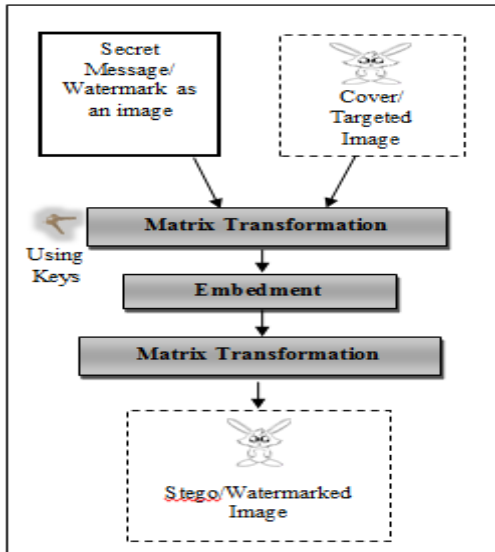 Secret
Message/
Watermark as
an image
Cover/
Targeted
Image
Matrix Transformation
Using
Keys
Embedment
Matrix Transformation
Stego/Watermarked
Image